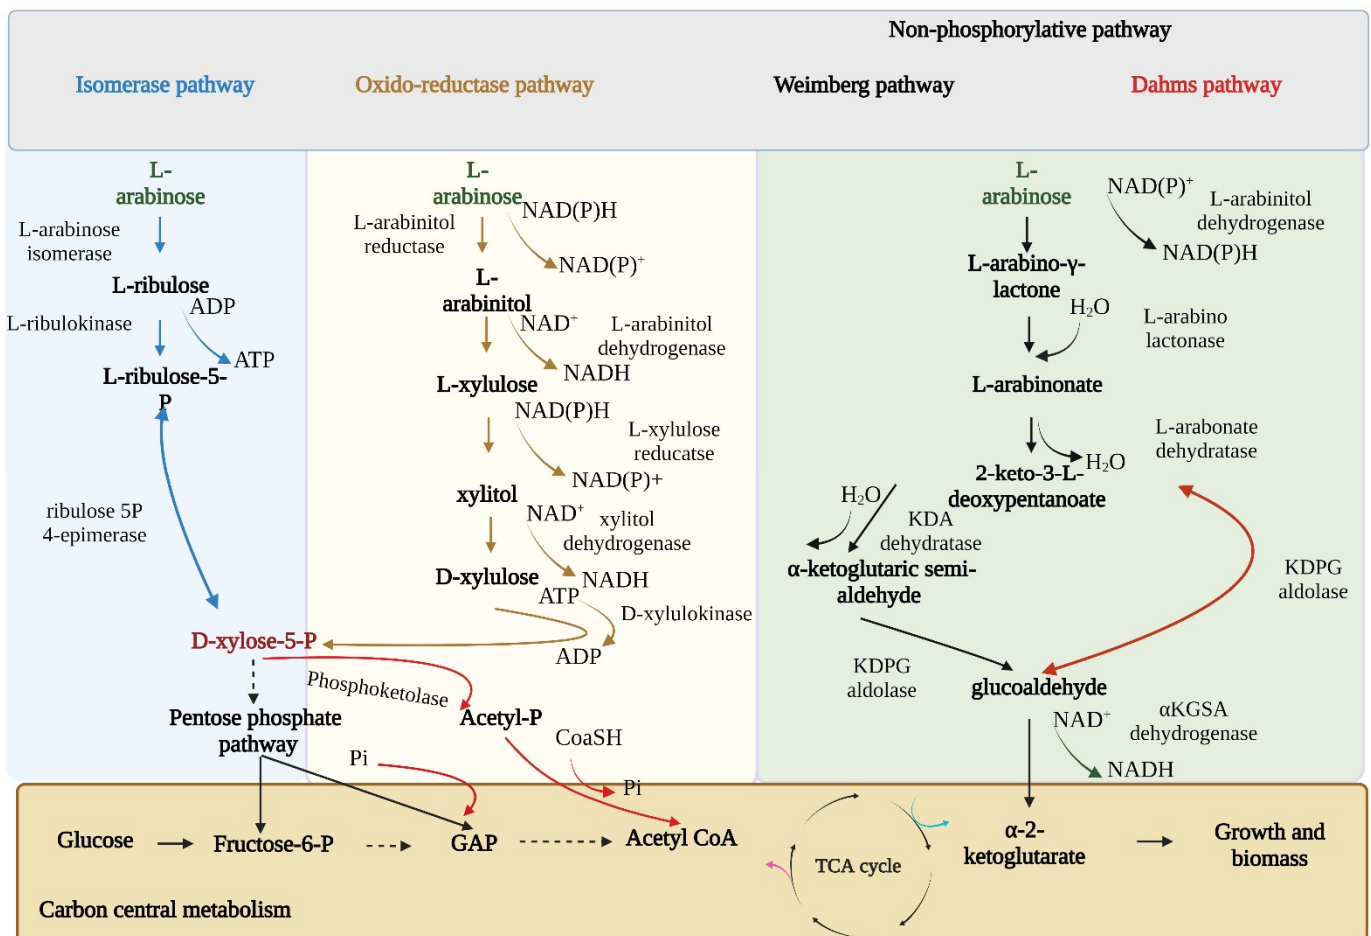 Non-phosphorylative pathway
Isomerase pathway
Oxido-reductase pathway
Weimberg pathway
Dahms pathway
L-
arabinose
L-arabinose
isomerase
L-ribulose
ADP
L-ribulokinase
ATP
L-ribulose-5-
P
ribulose 5P
4-epimerase
D-xylose-5-P
Pentose phosphate
pathway
L-
arabinose
NAD(P)H
L-arabinitol
reductase
NAD(P)⁺
L-
arabinitol
NAD⁺
L-arabinitol
dehydrogenase
NADH
L-xylulose
NAD(P)H
L-xylulose
reducatse
NAD(P)+
xylitol
NAD⁺
xylitol
dehydrogenase
D-xylulose
NADH
ATP
D-xylulokinase
ADP
Phosphoketolase
Acetyl-P
CoaSH
Pi
Pi
L-
arabinose
NAD(P)⁺
L-arabinitol
dehydrogenase
NAD(P)H
L-arabino-γ-
lactone
H₂O
L-arabino
lactonase
L-arabinonate
L-arabonate
dehydratase
H₂O
2-keto-3-L-
deoxypentanoate
H₂O
KDA
dehydratase
α-ketoglutaric semi-
aldehyde
KDPG
aldolase
KDPG
aldolase
glucoaldehyde
NAD⁺
αKGSA
dehydrogenase
NADH
Glucose
Fructose-6-P
GAP
Acetyl CoA
TCA cycle
α-2-
ketoglutarate
Growth and
biomass
Carbon central metabolism